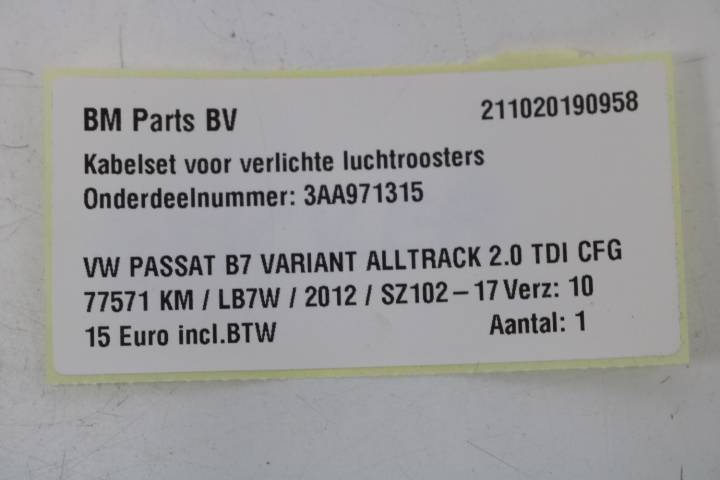 BM Parts BV 211020190958
Kabelset voor verlichte luchtroosters
Onderdeelnummer: 3AA971315
VW PASSAT B7 VARIANT ALLTRACK 2.0 TDI CFG
77571 KM / LB7W / 2012 / SZ102-17 Verz: 10
15 Euro incl.BTW Aantal: 1